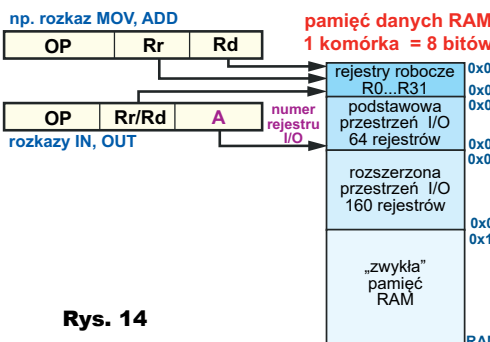 np. rozkaz MOV, ADD
OP Rr Rd
OP Rr/Rd A
rozkazy IN, OUT
numer
rejestru
I/O
pamięć danych RAM
1 komórka = 8 bitów
rejestry robocze
R0...R31
podstawowa
przestrzeń I/O
64 rejestrów
rozszerzona
przestrzeń I/O
160 rejestrów
„zwykła”
pamięć
RAM
Rys. 14